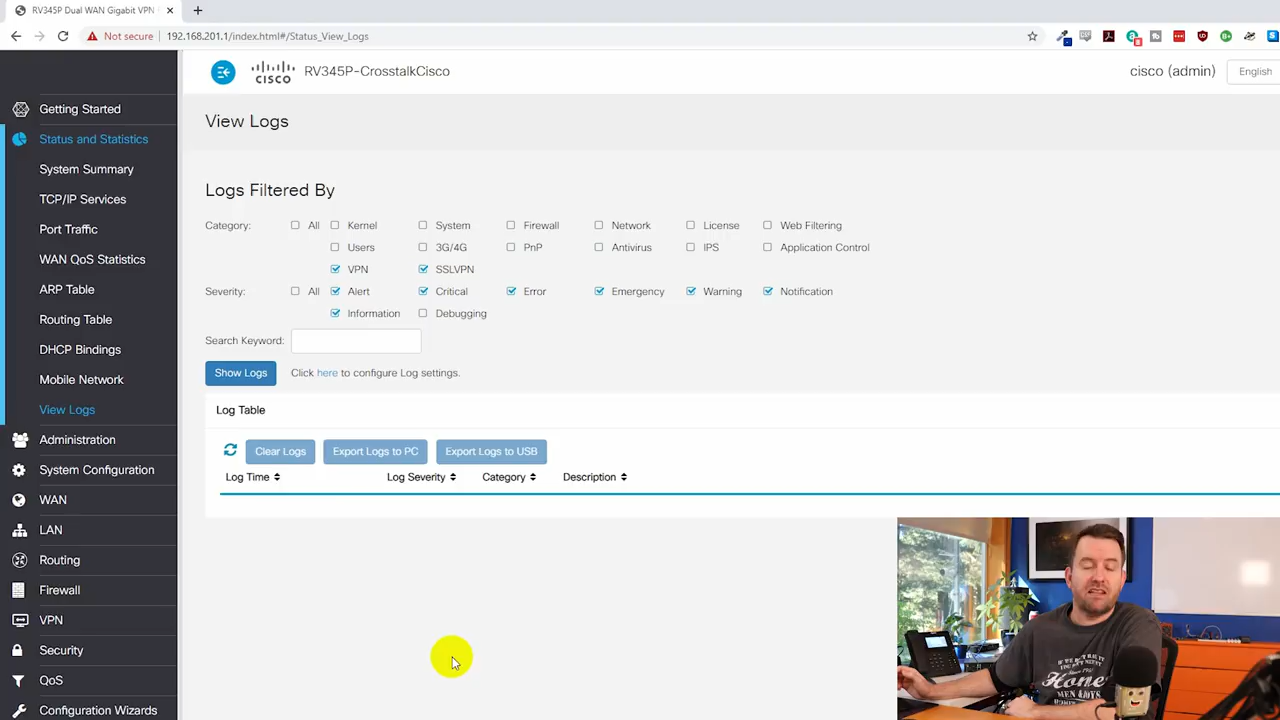 RV345P Dual WAN Gigabit VPN
Not secure 192.168.201.1/index.html#/Status_View_Logs
CISCO RV345P-CrosstalkCisco cisco (admin) English
Getting Started
Status and Statistics
System Summary
TCP/IP Services
Port Traffic
WAN QoS Statistics
ARP Table
Routing Table
DHCP Bindings
Mobile Network
View Logs
Administration
System Configuration
WAN
LAN
Routing
Firewall
VPN
Security
QoS
Configuration Wizards
View Logs
Logs Filtered By
Category: All Kernel System Firewall Network License Web Filtering
Users 3G/4G PnP Antivirus IPS Application Control
VPN SSLVPN
Severity: All Alert Critical Error Emergency Warning Notification
Information Debugging
Search Keyword:
Show Logs Click here to configure Log settings.
Log Table
Clear Logs Export Logs to PC Export Logs to USB
Log Time Log Severity Category Description
Home
MEN &